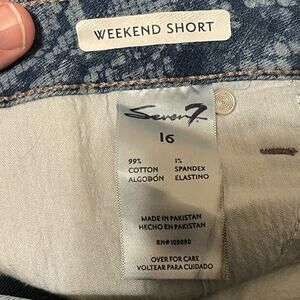 WEEKEND SHORT
Seven7
16
99% 1%
COTTON SPANDEX
ALGODÓN ELASTINO
MADE IN PAKISTAN
HECHO EN PAKISTAN
RN# 109890
OVER FOR CARE
VOLTEAR PARA CUIDADO